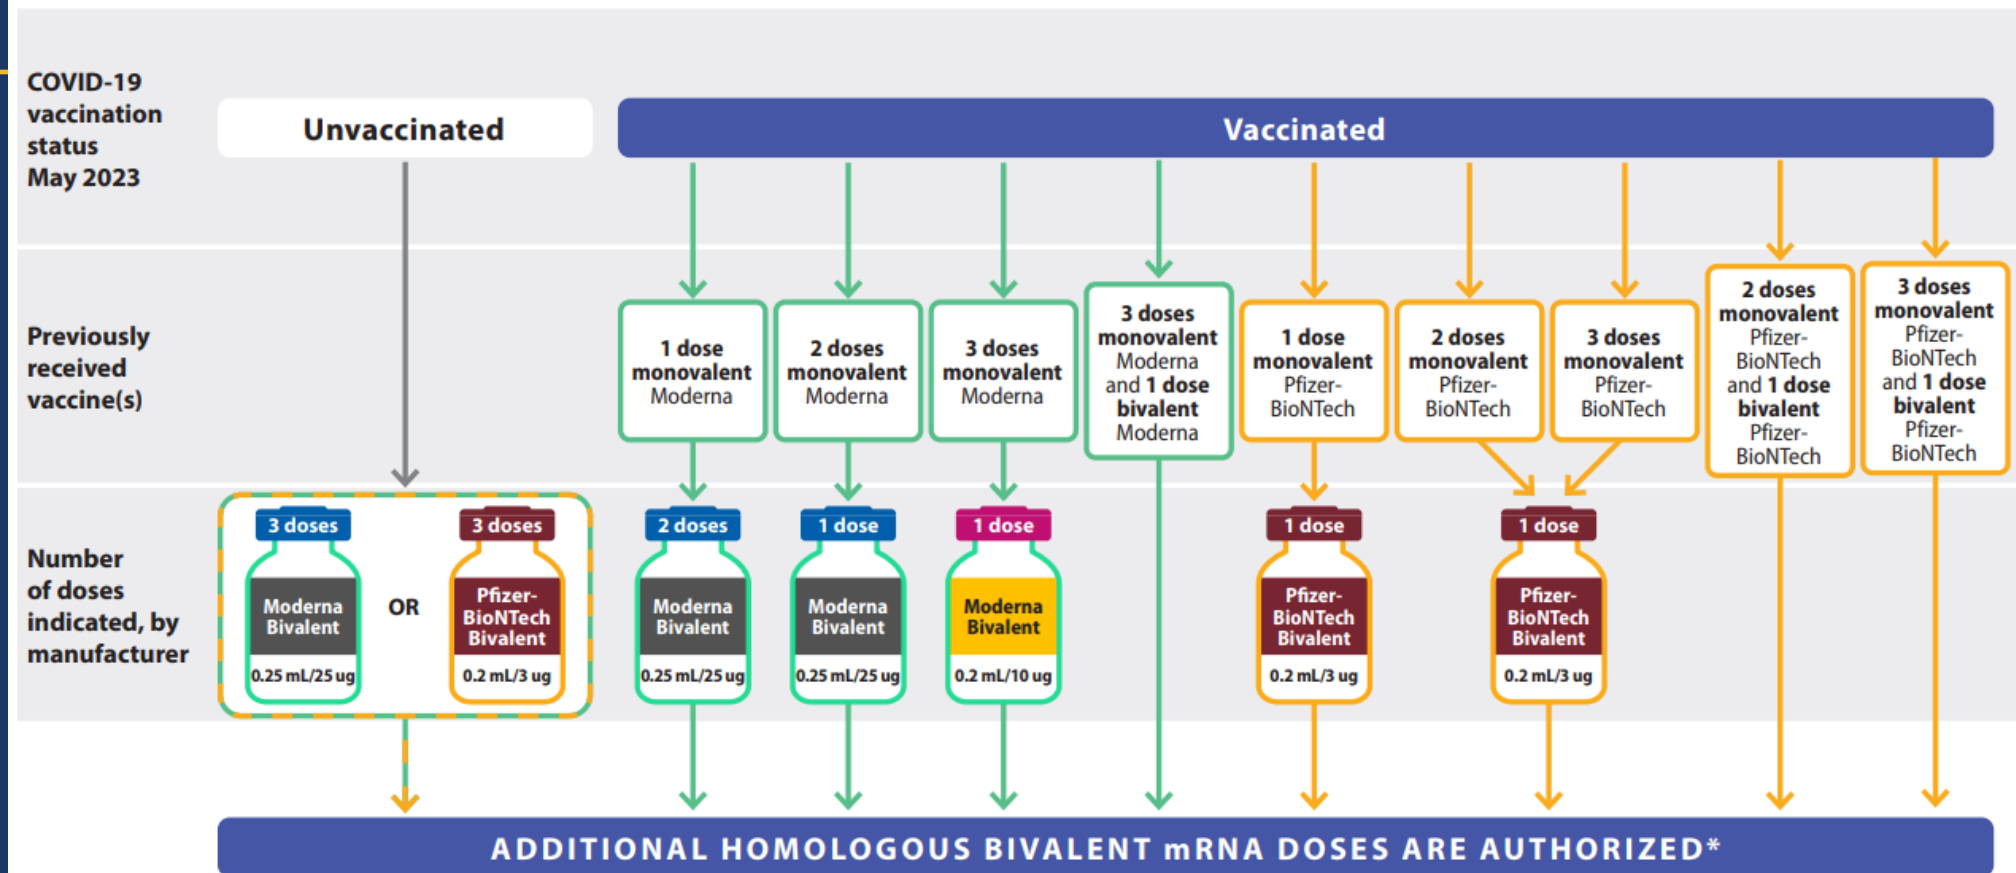 COVID-19
vaccination
status
May 2023
Unvaccinated
Vaccinated
Previously
received
vaccine(s)
1 dose
monovalent
Moderna
2 doses
monovalent
Moderna
3 doses
monovalent
Moderna
3 doses
monovalent
Moderna
and 1 dose
bivalent
Moderna
1 dose
monovalent
Pfizer-
BioNTech
2 doses
monovalent
Pfizer-
BioNTech
3 doses
monovalent
Pfizer-
BioNTech
2 doses
monovalent
Pfizer-
BioNTech
and 1 dose
bivalent
Pfizer-
BioNTech
3 doses
monovalent
Pfizer-
BioNTech
and 1 dose
bivalent
Pfizer-
BioNTech
Number
of doses
indicated, by
manufacturer
3 doses
Moderna
Bivalent
0.25 mL/25 ug
OR
3 doses
Pfizer-
BioNTech
Bivalent
0.2 mL/3 ug
2 doses
Moderna
Bivalent
0.25 mL/25 ug
1 dose
Moderna
Bivalent
0.25 mL/25 ug
1 dose
Moderna
Bivalent
0.2 mL/10 ug
1 dose
Pfizer-
BioNTech
Bivalent
0.2 mL/3 ug
1 dose
Pfizer-
BioNTech
Bivalent
0.2 mL/3 ug
ADDITIONAL HOMOLOGOUS BIVALENT mRNA DOSES ARE AUTHORIZED*